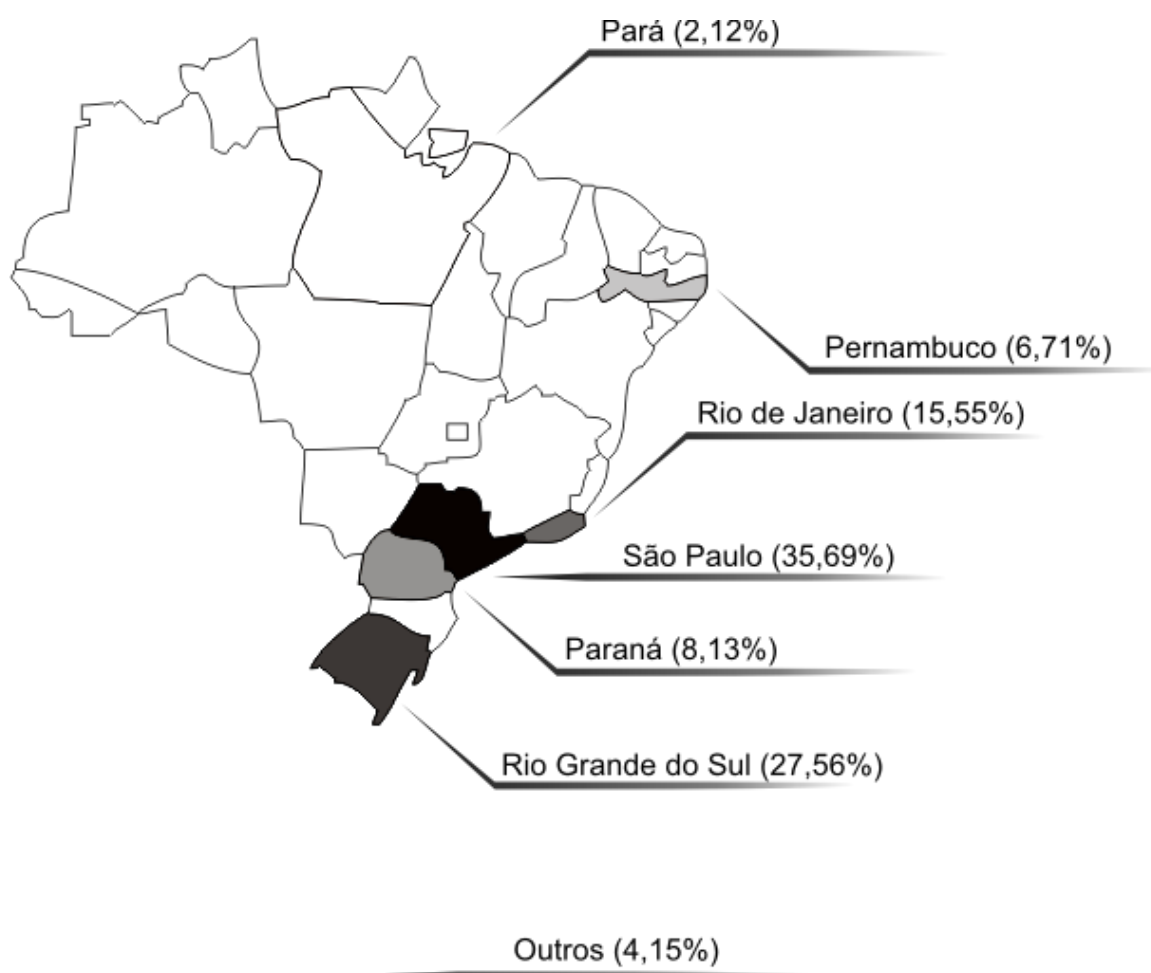 Pará (2,12%)
Pernambuco (6,71%)
Rio de Janeiro (15,55%)
São Paulo (35,69%)
Paraná (8,13%)
Rio Grande do Sul (27,56%)
Outros (4,15%)